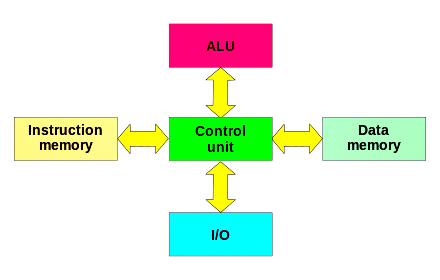 ALU
Instruction
memory
Control
unit
Data
memory
I/O